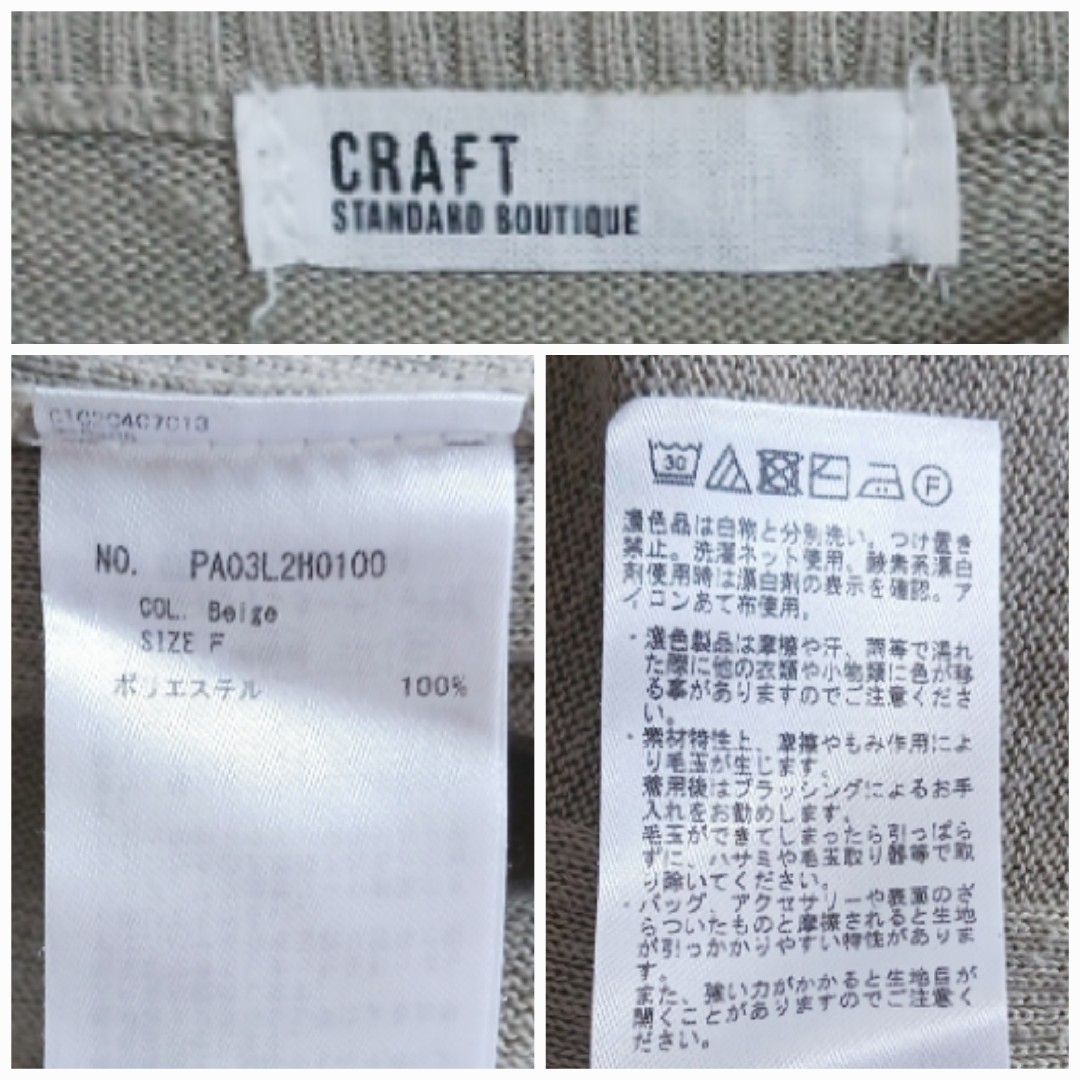 CRAFT
STANDARD BOUTIQUE
NO. PA03L2H0100
COL. Beige
SIZE F
ポリエステル 100%
30
F
濃色品は白物と分別洗い。つけ置き
禁止。洗濯ネット使用、酸素系漂白
剤使用時は漂白剤の表示を確認。ア
イロンあて布使用。
・濃色製品は摩擦や汗、雨等で濡れ
た際に他の衣類や小物類に色が移
る事がありますのでご注意くださ
い。
・素材特性上、摩擦やもみ作用によ
り毛玉が生じます。
着用後はブラッシングによるお手
入れをお勧めします。
毛玉ができてしまったら引っぱら
ずに、ハサミや毛玉取り器等で取
り除いてください。
・バッグ、アクセサリーや表面のざ
らついたものと摩擦されると生地
が引っかかりやすい特性がありま
す。
また、強い力がかかると生地目が
開くことがありますのでご注意く
ださい。